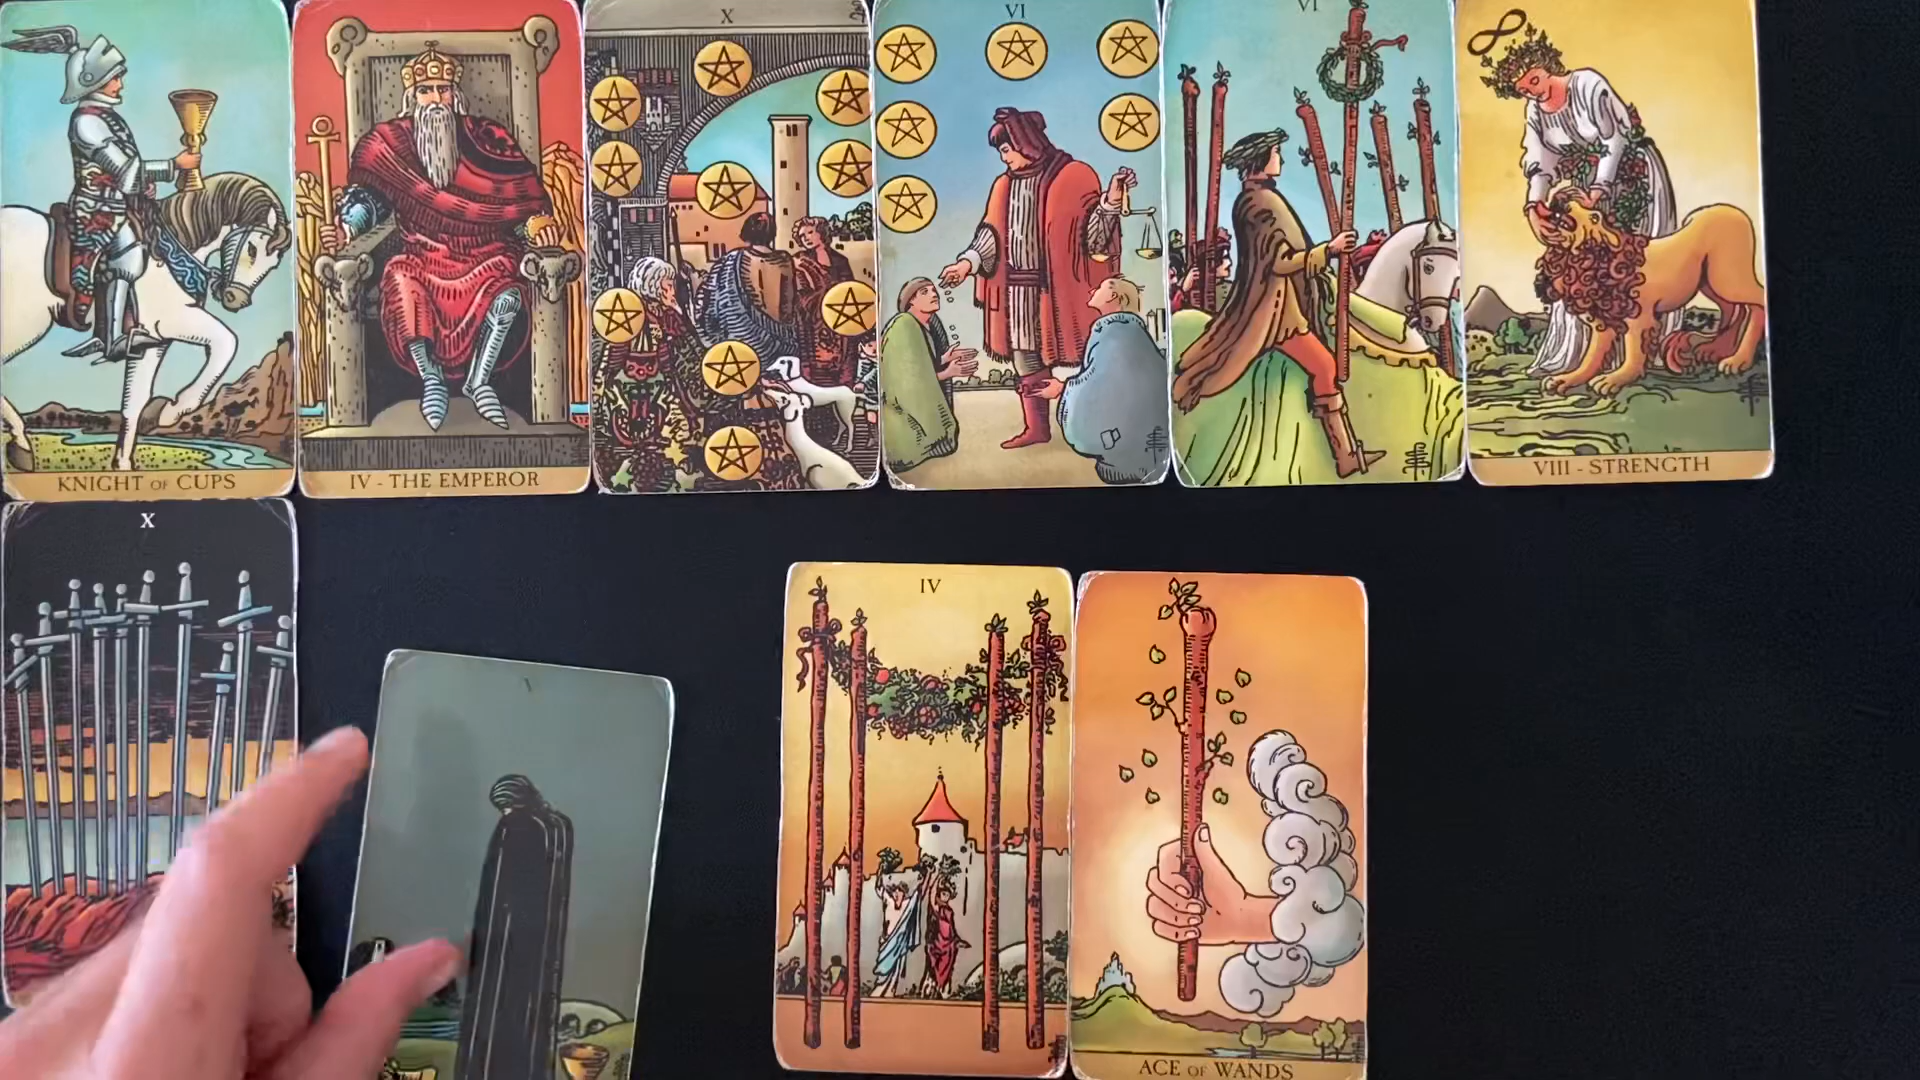 KNIGHT OF CUPS
IV - THE EMPEROR
X
VI
VI
VIII - STRENGTH
X
IV
ACE OF WANDS